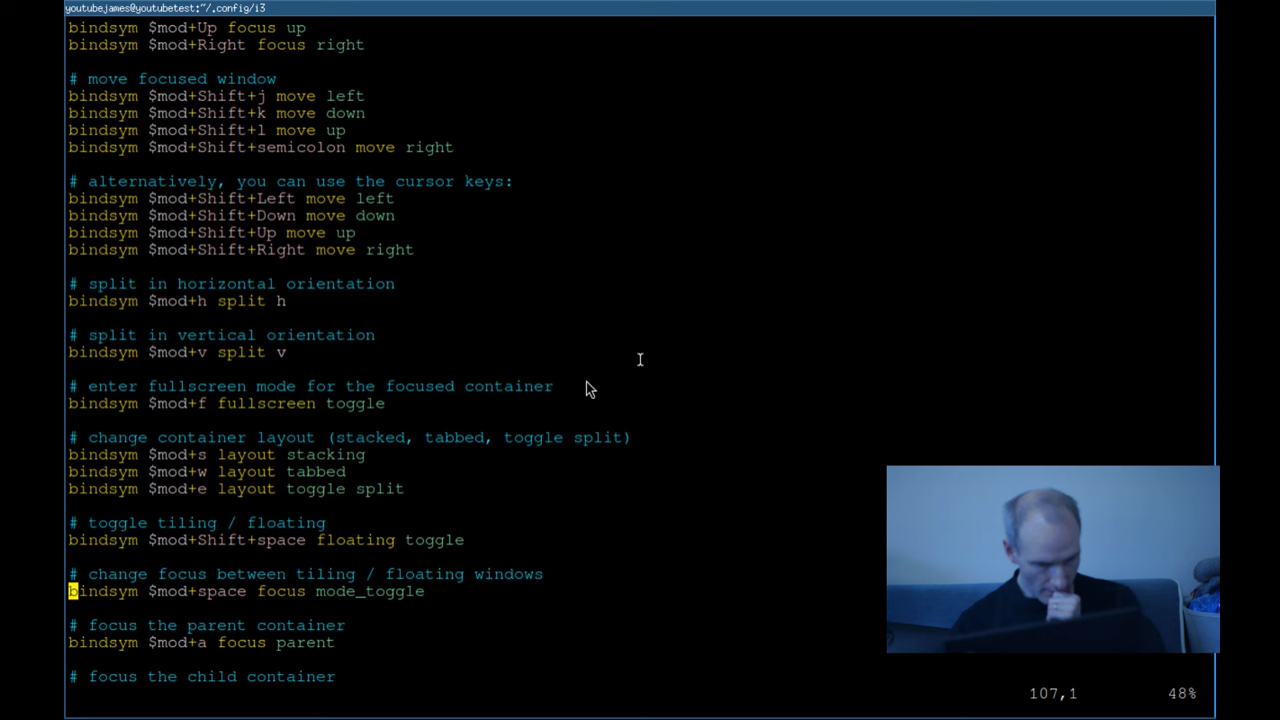 youtubejames@youtubetest:~/.config/i3
bindsym $mod+Up focus up
bindsym $mod+Right focus right
# move focused window
bindsym $mod+Shift+j move left
bindsym $mod+Shift+k move down
bindsym $mod+Shift+l move up
bindsym $mod+Shift+semicolon move right
# alternatively, you can use the cursor keys:
bindsym $mod+Shift+Left move left
bindsym $mod+Shift+Down move down
bindsym $mod+Shift+Up move up
bindsym $mod+Shift+Right move right
# split in horizontal orientation
bindsym $mod+h split h
# split in vertical orientation
bindsym $mod+v split v
# enter fullscreen mode for the focused container
bindsym $mod+f fullscreen toggle
# change container layout (stacked, tabbed, toggle split)
bindsym $mod+s layout stacking
bindsym $mod+w layout tabbed
bindsym $mod+e layout toggle split
# toggle tiling / floating
bindsym $mod+Shift+space floating toggle
# change focus between tiling / floating windows
bindsym $mod+space focus mode_toggle
# focus the parent container
bindsym $mod+a focus parent
# focus the child container
107,1 48%